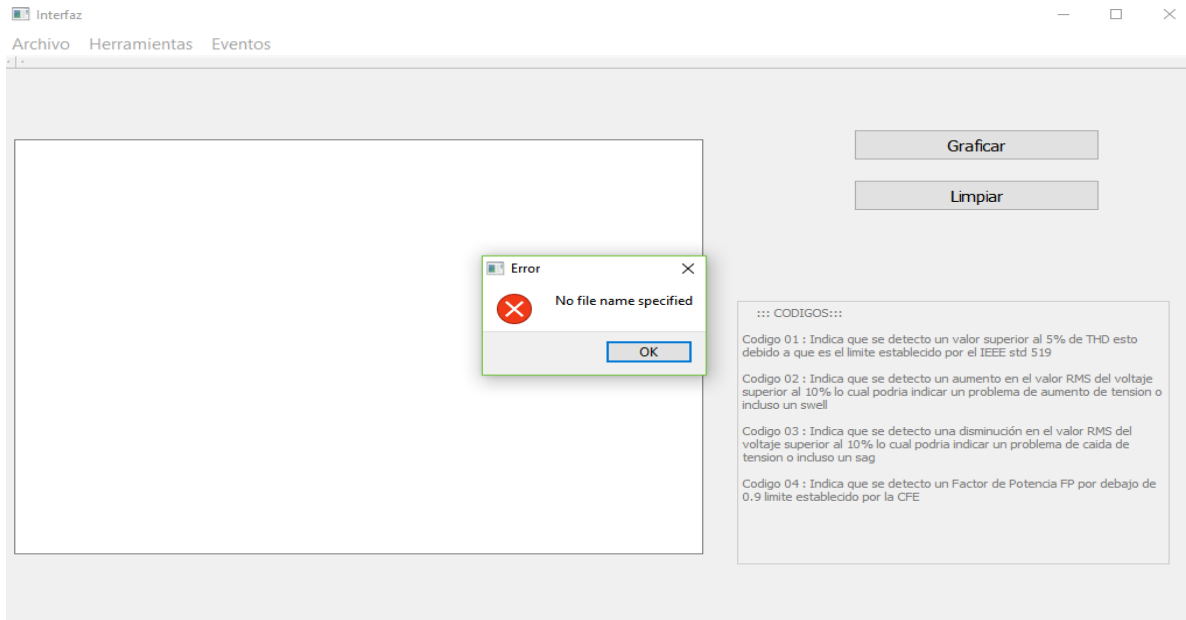 Interfaz
Archivo Herramientas Eventos
Graficar
Limpiar
Error
No file name specified
OK
::: CODIGOS:::
Codigo 01 : Indica que se detecto un valor superior al 5% de THD esto
debido a que es el limite establecido por el IEEE std 519
Codigo 02 : Indica que se detecto un aumento en el valor RMS del voltaje
superior al 10% lo cual podria indicar un problema de aumento de tension o
incluso un swell
Codigo 03 : Indica que se detecto una disminución en el valor RMS del
voltaje superior al 10% lo cual podria indicar un problema de caida de
tension o incluso un sag
Codigo 04 : Indica que se detecto un Factor de Potencia FP por debajo de
0.9 limite establecido por la CFE